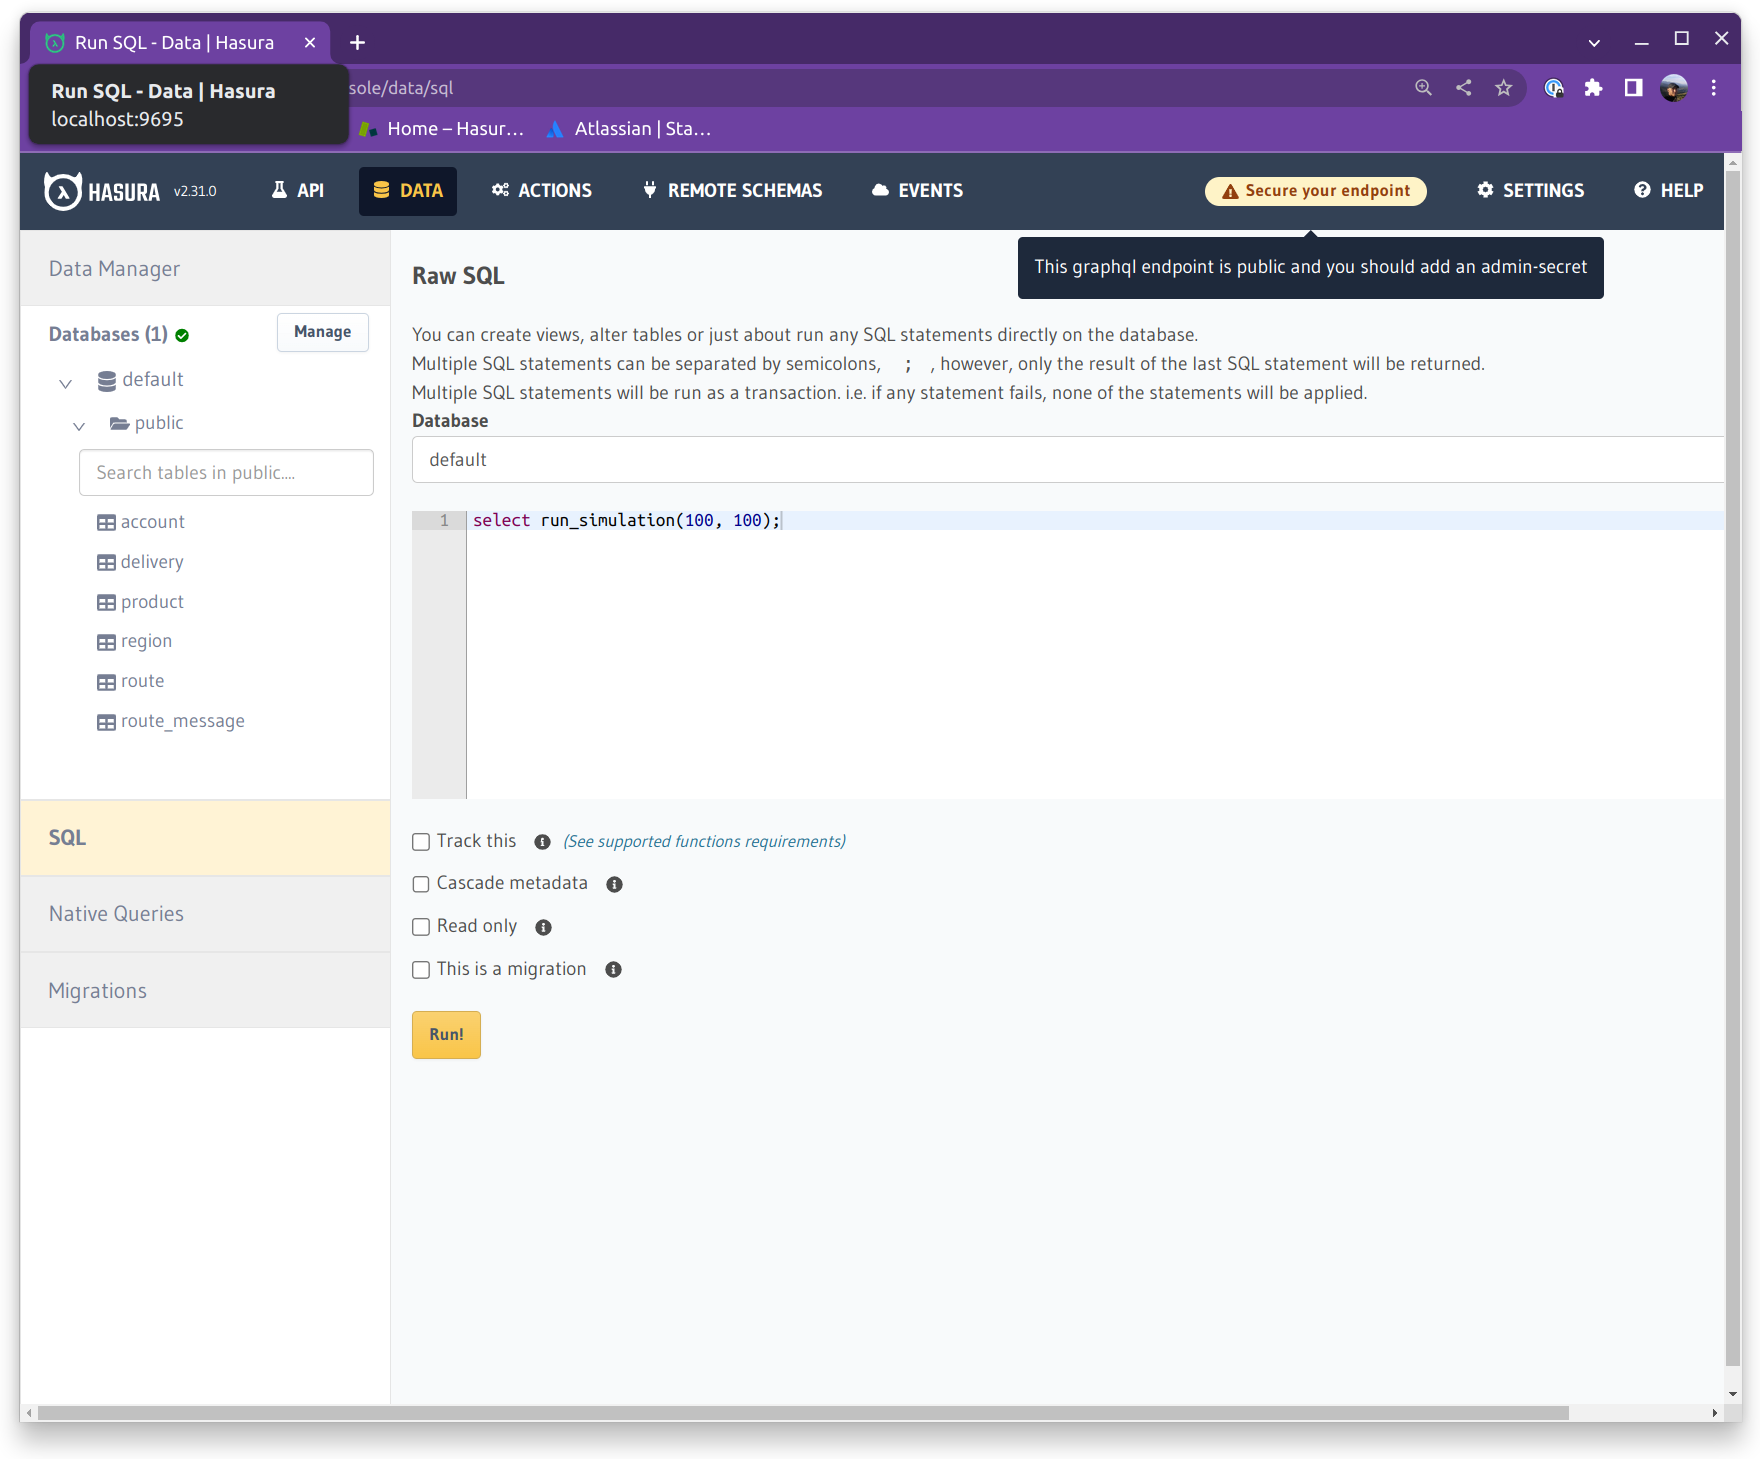 Run SQL - Data | Hasura
Run SQL - Data | Hasura
localhost:9695
sole/data/sql
Home – Hasur...
Atlassian | Sta...
HASURA v2.31.0
API
DATA
ACTIONS
REMOTE SCHEMAS
EVENTS
Secure your endpoint
SETTINGS
HELP
This graphql endpoint is public and you should add an admin-secret
Data Manager
Databases (1)
Manage
default
public
Search tables in public....
account
delivery
product
region
route
route_message
SQL
Native Queries
Migrations
Raw SQL
You can create views, alter tables or just about run any SQL statements directly on the database.
Multiple SQL statements can be separated by semicolons, ; , however, only the result of the last SQL statement will be returned.
Multiple SQL statements will be run as a transaction. i.e. if any statement fails, none of the statements will be applied.
Database
default
1 select run_simulation(100, 100);
Track this (See supported functions requirements)
Cascade metadata
Read only
This is a migration
Run!